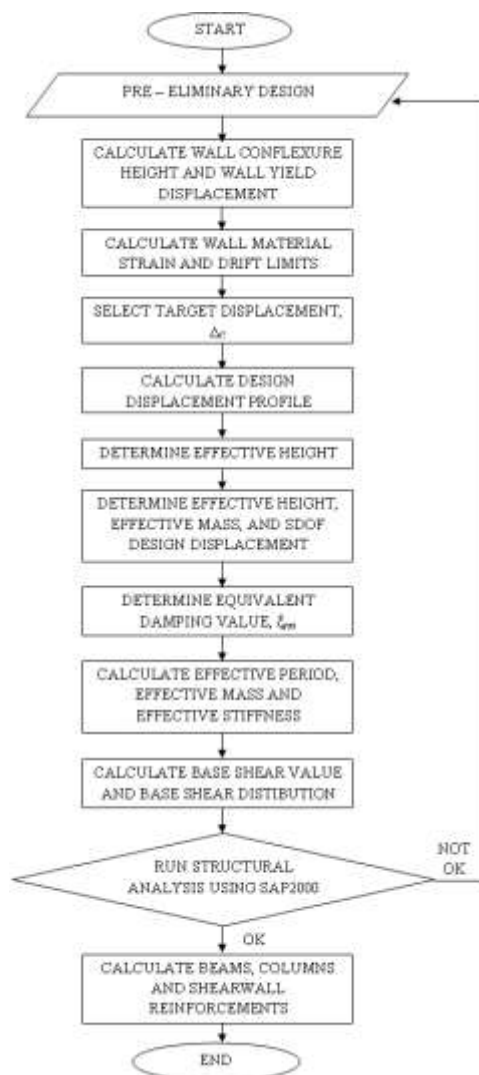 START
PRE – ELIMINARY DESIGN
CALCULATE WALL CONFLEXURE
HEIGHT AND WALL YIELD
DISPLACEMENT
CALCULATE WALL MATERIAL
STRAIN AND DRIFT LIMITS
SELECT TARGET DISPLACEMENT,
CALCULATE DESIGN
DISPLACEMENT PROFILE
DETERMINE EFFECTIVE HEIGHT
DETERMINE EFFECTIVE HEIGHT,
EFFECTIVE MASS, AND SDOF
DESIGN DISPLACEMENT
DETERMINE EQUIVALENT
DAMPING VALUE,
CALCULATE EFFECTIVE PERIOD,
EFFECTIVE MASS AND
EFFECTIVE STIFFNESS
CALCULATE BASE SHEAR VALUE
AND BASE SHEAR DISTIBUTION
RUN STRUCTURAL
ANALYSIS USING SAP2000
NOT
OK
OK
CALCULATE BEAMS, COLUMNS
AND SHEARWALL
REINFORCEMENTS
END